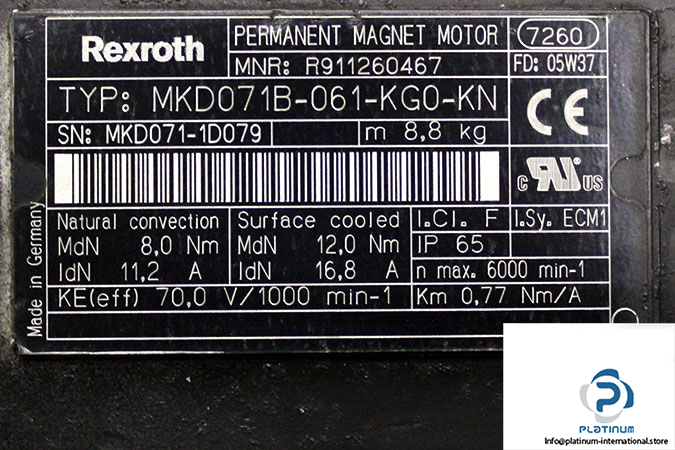 Rexroth
PERMANENT MAGNET MOTOR
7260
MNR: R911260467
FD: 05W37
TYP: MKD071B-061-KG0-KN
SN: MKD071-1D079
m 8,8 kg
CE
c RU US
Made in Germany
Natural convection
MdN 8,0 Nm
IdN 11,2 A
Surface cooled
MdN 12,0 Nm
IdN 16,8 A
I.Cl. F
I.Sy. ECM1
IP 65
n max. 6000 min-1
KE(eff) 70,0 V/1000 min-1
Km 0,77 Nm/A
PLATINUM
Info@platinum-international.store